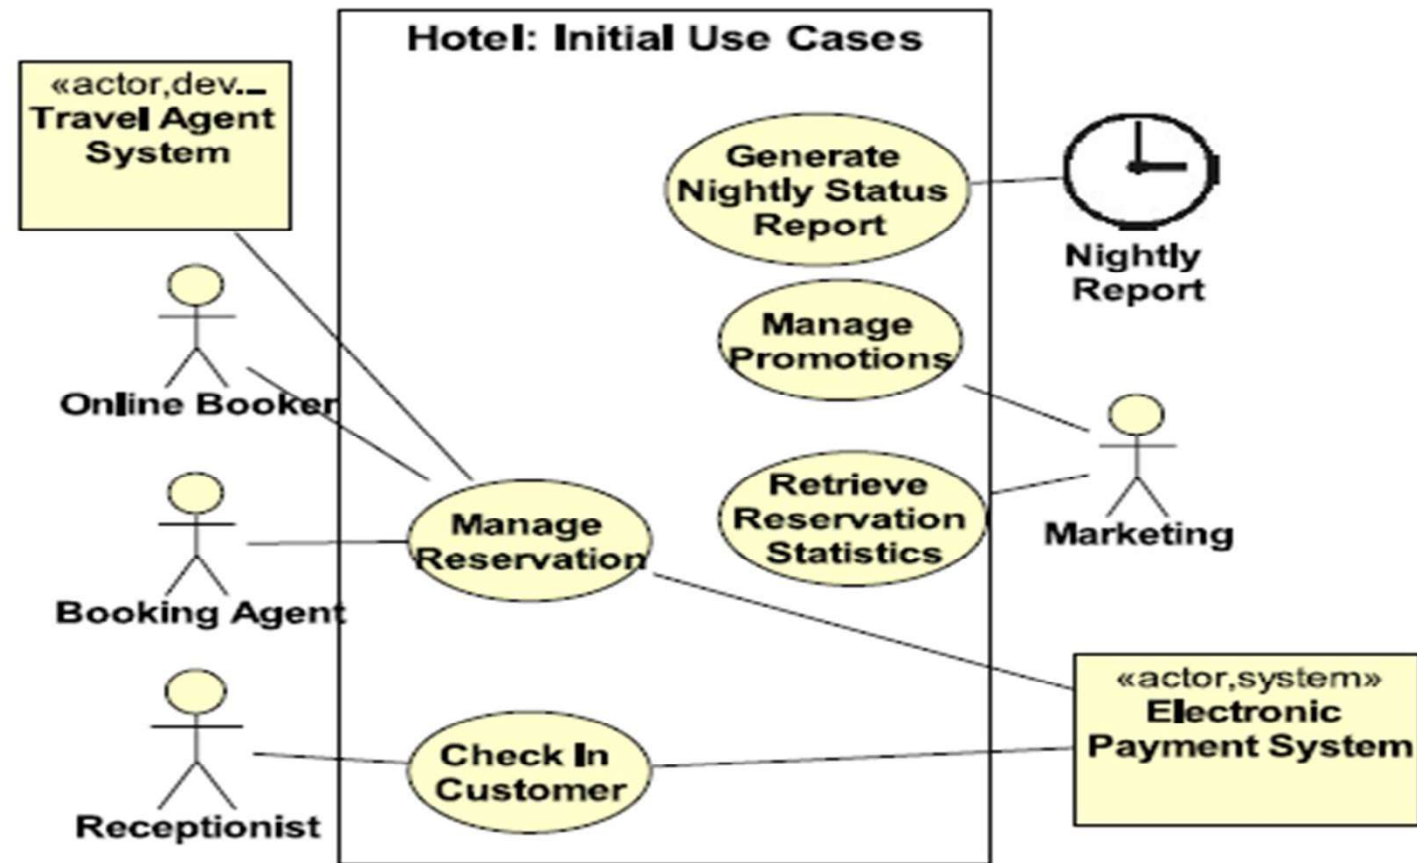 Hotel: Initial Use Cases
«actor,dev...
Travel Agent
System
Generate
Nightly Status
Report
Nightly
Report
Manage
Promotions
Online Booker
Retrieve
Reservation
Statistics
Marketing
Manage
Reservation
Booking Agent
«actor,system»
Electronic
Payment System
Check In
Customer
Receptionist